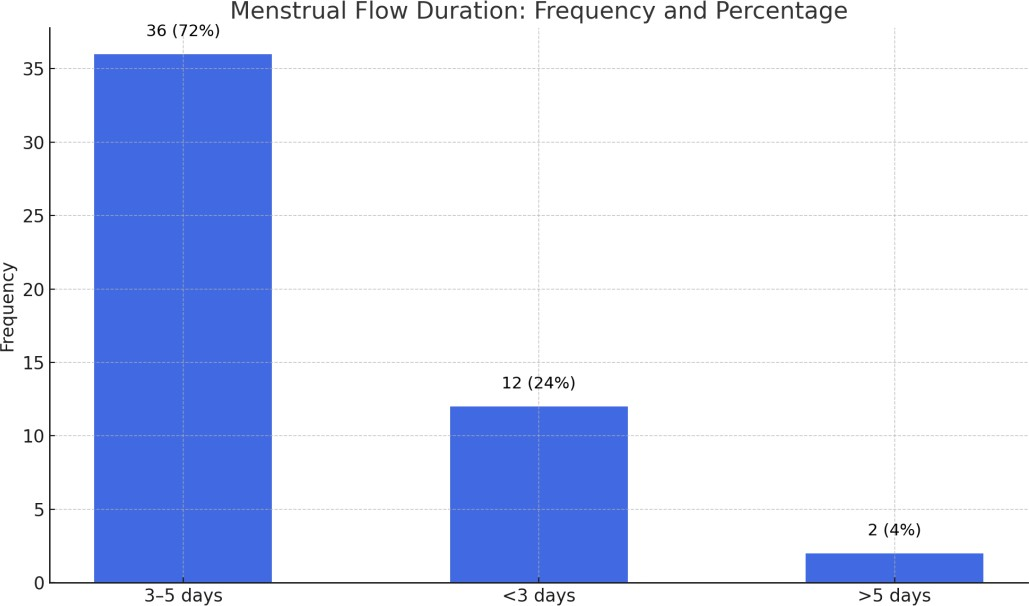 Menstrual Flow Duration: Frequency and Percentage
36 (72%)
12 (24%)
2 (4%)
Frequency
35
30
25
20
15
10
5
0
3–5 days
<3 days
>5 days